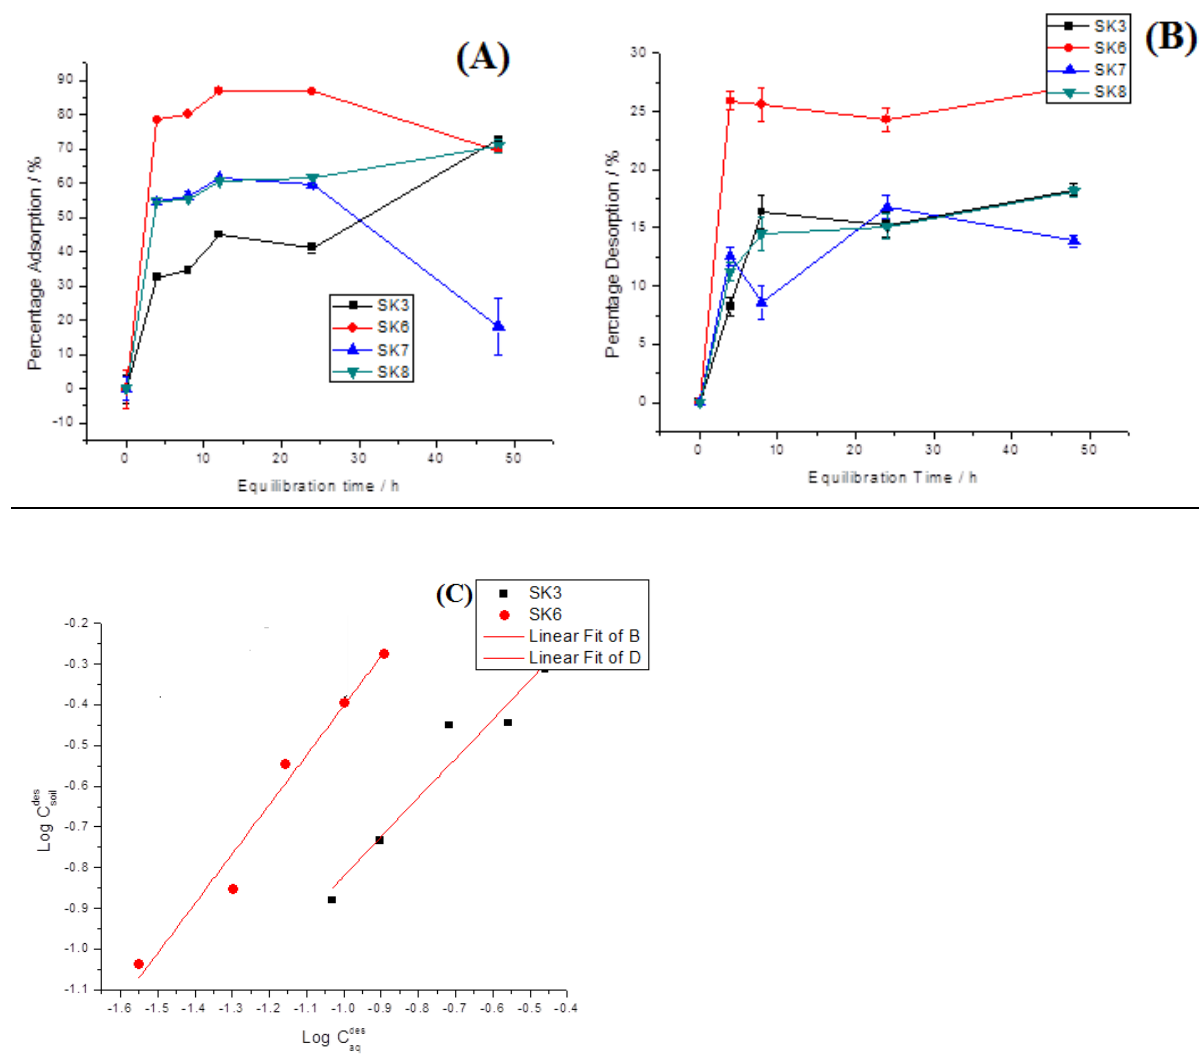 (A)
90
80
70
60
50
40
30
20
10
0
-10
Percentage Adsorption / %
SK3
SK6
SK7
SK8
0 10 20 30 40 50
Equilibration time / h
(B)
SK3
SK6
SK7
SK8
30
25
20
15
10
5
0
Percntage Desorption / %
0 10 20 30 40 50
Equilibration Time / h
(C)
SK3
SK6
Linear Fit of B
Linear Fit of D
-0.2
-0.3
-0.4
-0.5
-0.6
-0.7
-0.8
-0.9
-1.0
-1.1
Log C des soil
-1.6 -1.5 -1.4 -1.3 -1.2 -1.1 -1.0 -0.9 -0.8 -0.7 -0.6 -0.5 -0.4
Log C des aq